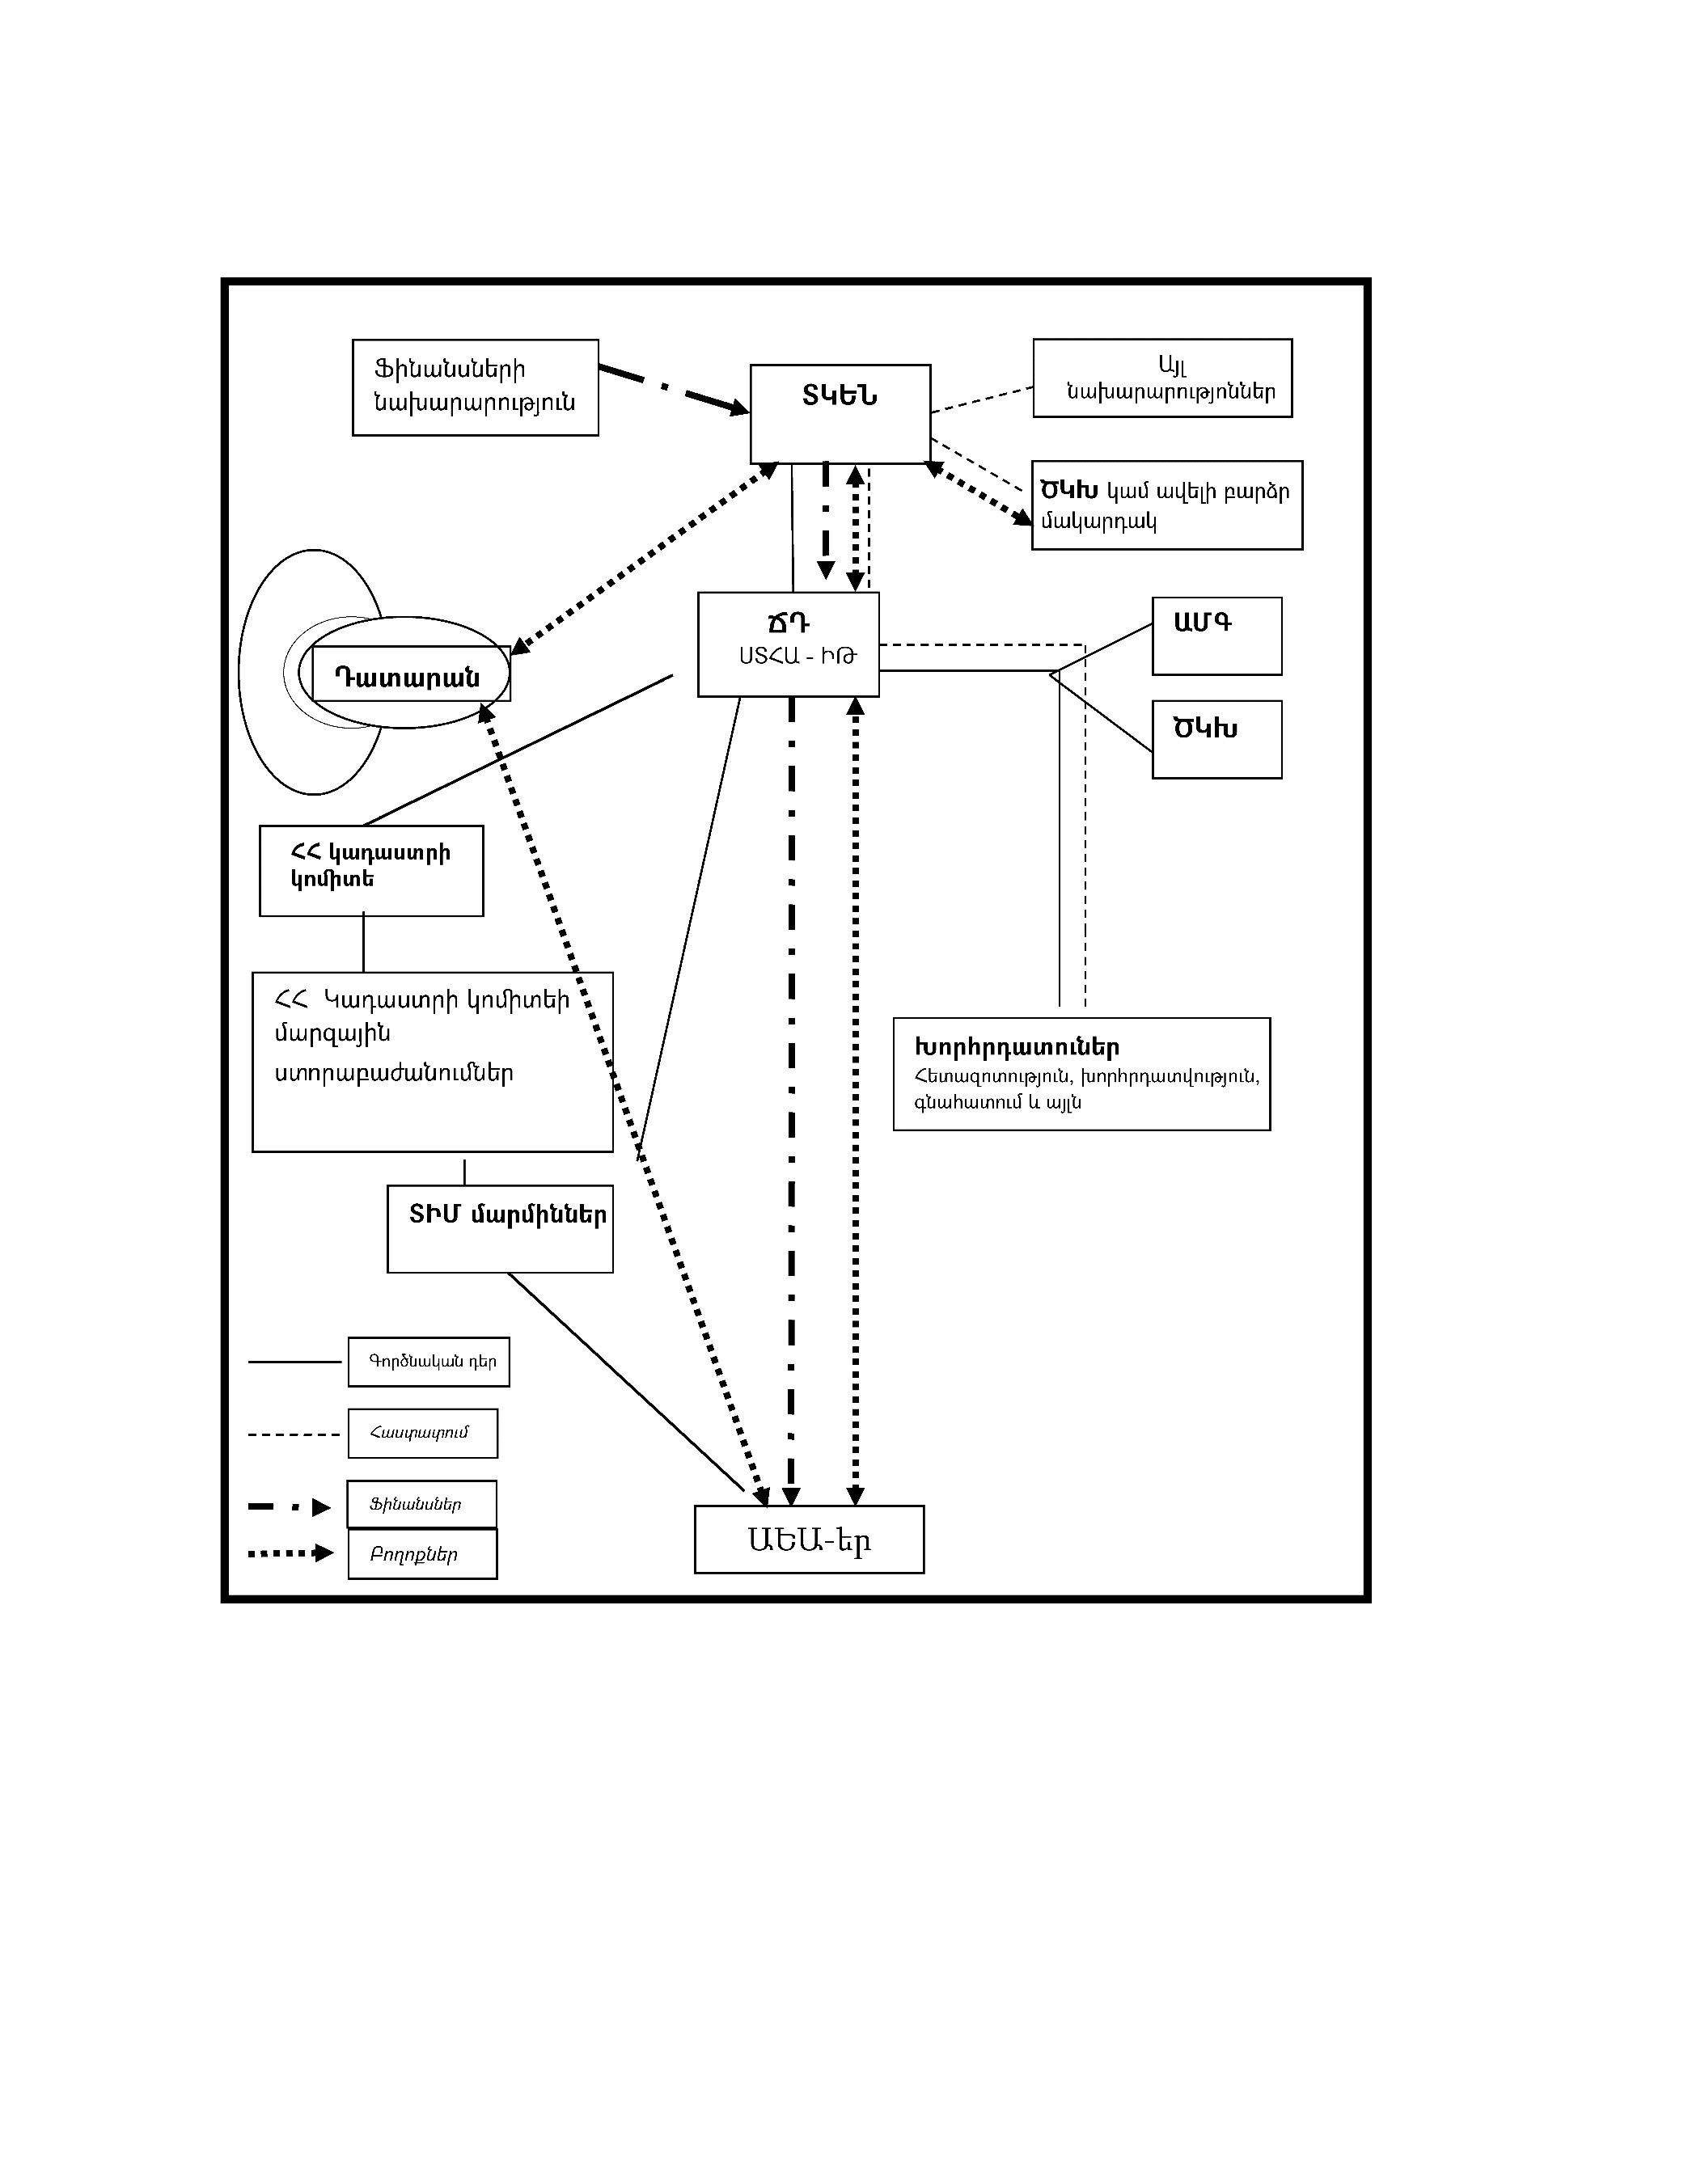 Ֆինանսների
նախարարություն
ՏԿԵՆ
Այլ
նախարարություններ
ԾԿԽ կամ ավելի բարձր
մակարդակ
ՃԴ
ՍՏՀԱ - ԻԹ
ԱՄԳ
Դատարան
ԾԿԽ
ՀՀ կադաստրի
կոմիտե
ՀՀ Կադաստրի կոմիտեի
մարզային
ստորաբաժանումներ
Խորհրդատուներ
Հետազոտություն, խորհրդատվություն,
գնահատում և այլն
ՏԻՄ մարմիններ
Գործնական դեր
Հաստատում
Ֆինանսներ
Բողոքներ
ԱԵԱ-եր